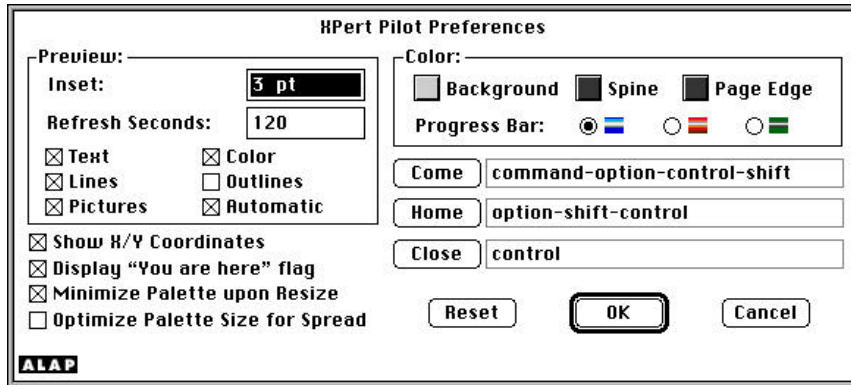 XPert Pilot Preferences
Preview:
Inset: 3 pt
Refresh Seconds: 120
Text Color
Lines Outlines
Pictures Automatic
Show X/Y Coordinates
Display “You are here” flag
Minimize Palette upon Resize
Optimize Palette Size for Spread
ALAP
Color:
Background Spine Page Edge
Progress Bar:
Come command-option-control-shift
Home option-shift-control
Close control
Reset OK Cancel